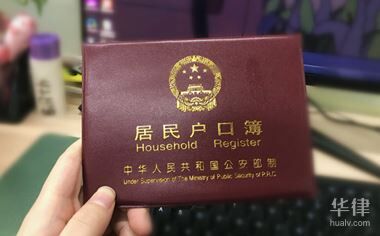 居民户口簿
Household Register
中华人民共和国公安部制
Under Supervision of The Ministry of Public Security of P.R.C
华律
hualv.com